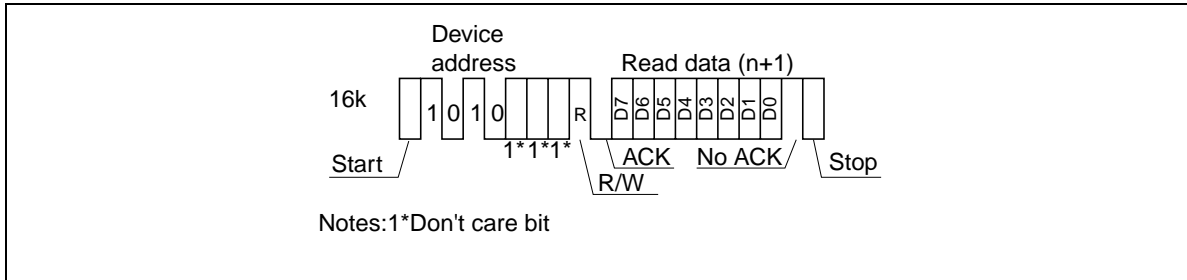 Device
address
Read data (n+1)
16k
1 0 1 0
R
D7 D6 D5 D4 D3 D2 D1 D0
1*1*1*
Start
ACK
No ACK
Stop
R/W
Notes:1*Don't care bit